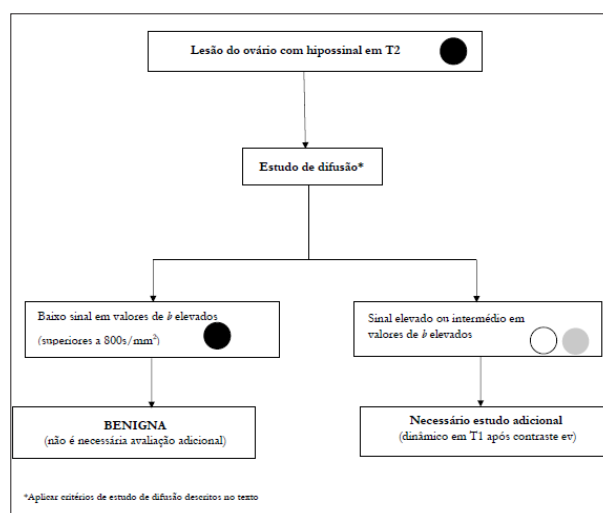 Lesão do ovário com hipossinal em T2
Estudo de difusão*
Baixo sinal em valores de b elevados
(superiores a 800s/mm²)
Sinal elevado ou intermédio em
valores de b elevados
BENIGNA
(não é necessária avaliação adicional)
Necessário estudo adicional
(dinâmico em T1 após contraste ev)
*Aplicar critérios de estudo de difusão descritos no texto